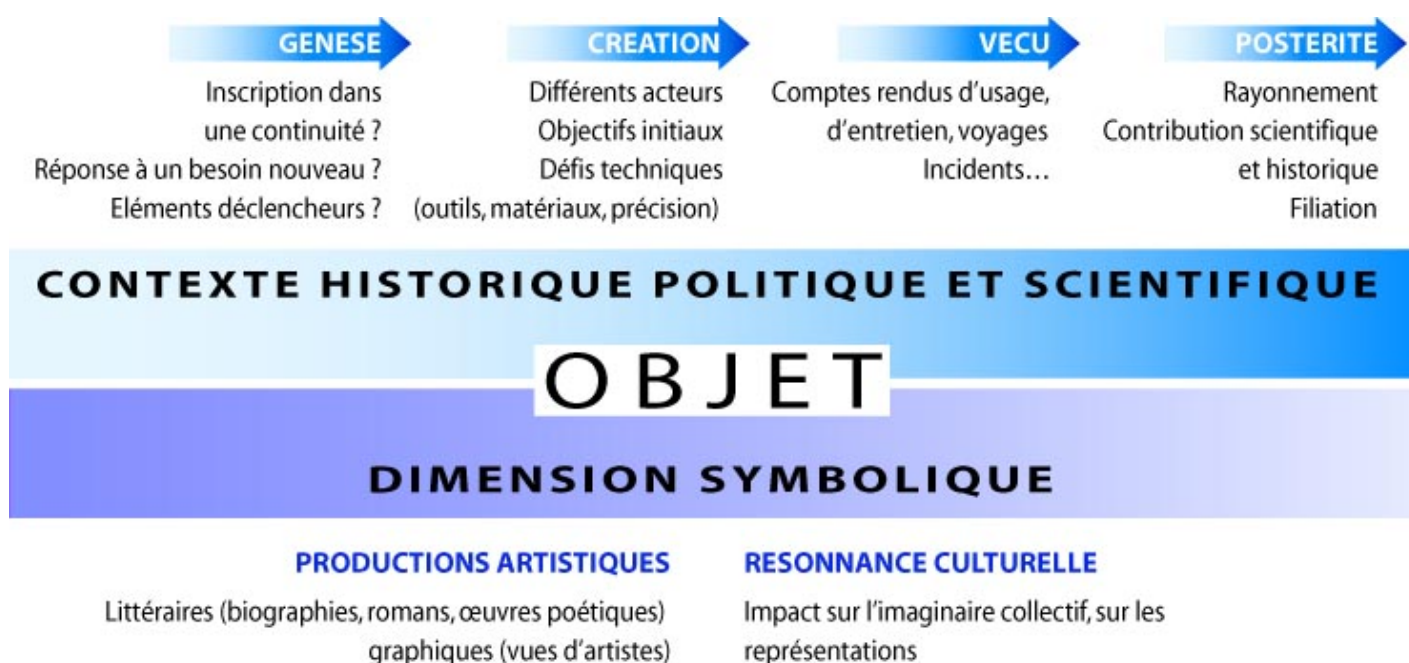 GENESE
Inscription dans
une continuité ?
Réponse à un besoin nouveau ?
Eléments déclencheurs ?
CREATION
Différents acteurs
Objectifs initiaux
Défis techniques
(outils, matériaux, précision)
VECU
Comptes rendus d'usage,
d'entretien, voyages
Incidents…
POSTERITE
Rayonnement
Contribution scientifique
et historique
Filiation
CONTEXTE HISTORIQUE POLITIQUE ET SCIENTIFIQUE
OBJET
DIMENSION SYMBOLIQUE
PRODUCTIONS ARTISTIQUES
Littéraires (biographies, romans, œuvres poétiques)
graphiques (vues d'artistes)
RESONNANCE CULTURELLE
Impact sur l'imaginaire collectif, sur les
représentations